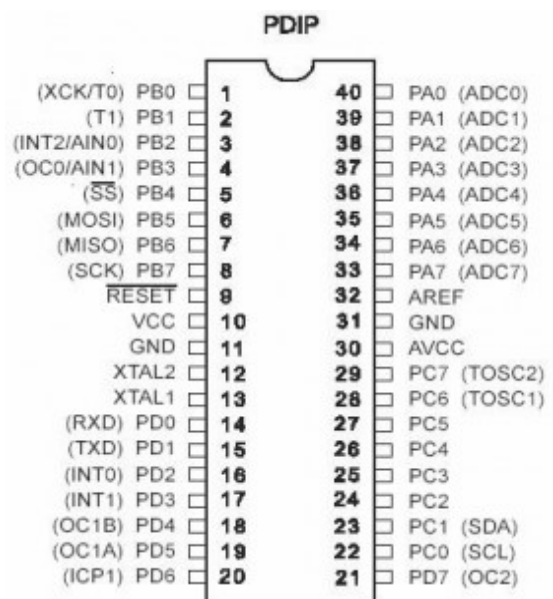 PDIP
(XCK/T0) PB0 1 40 PA0 (ADC0)
(T1) PB1 2 39 PA1 (ADC1)
(INT2/AIN0) PB2 3 38 PA2 (ADC2)
(OC0/AIN1) PB3 4 37 PA3 (ADC3)
(SS) PB4 5 36 PA4 (ADC4)
(MOSI) PB5 6 35 PA5 (ADC5)
(MISO) PB6 7 34 PA6 (ADC6)
(SCK) PB7 8 33 PA7 (ADC7)
RESET 9 32 AREF
VCC 10 31 GND
GND 11 30 AVCC
XTAL2 12 29 PC7 (TOSC2)
XTAL1 13 28 PC6 (TOSC1)
(RXD) PD0 14 27 PC5
(TXD) PD1 15 26 PC4
(INT0) PD2 16 25 PC3
(INT1) PD3 17 24 PC2
(OC1B) PD4 18 23 PC1 (SDA)
(OC1A) PD5 19 22 PC0 (SCL)
(ICP1) PD6 20 21 PD7 (OC2)